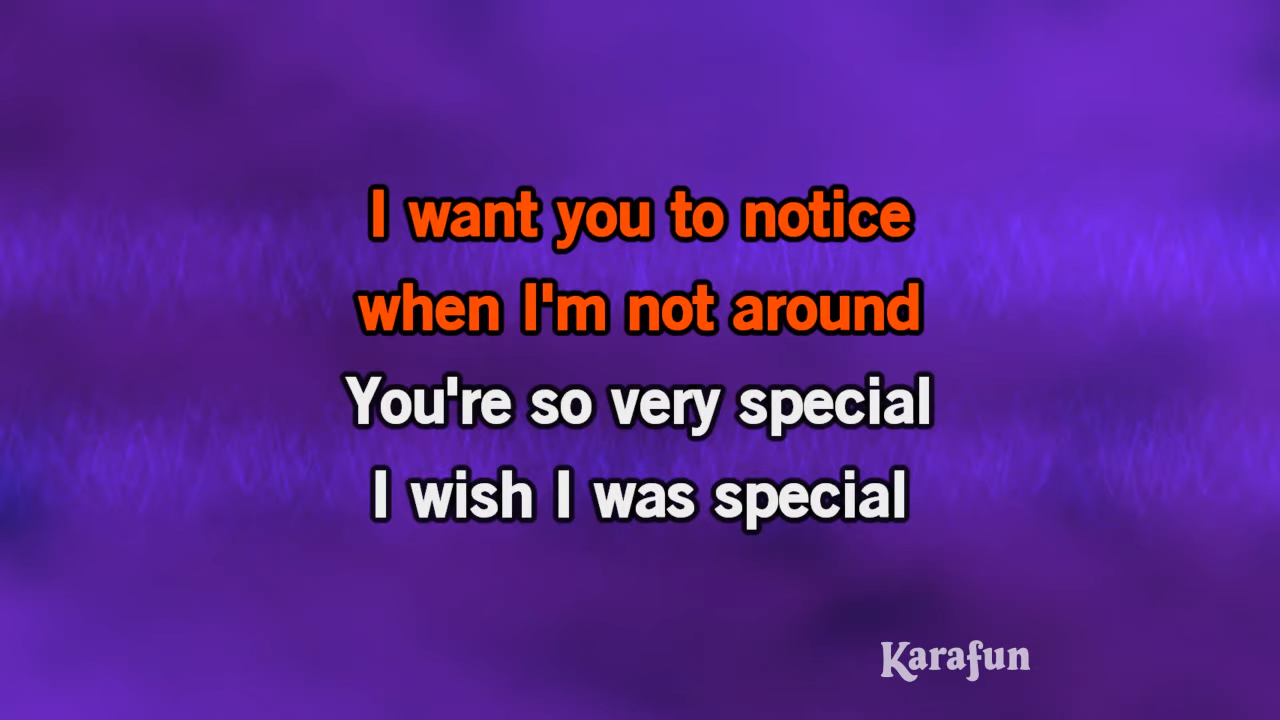 I want you to notice
when I'm not around
You're so very special
I wish I was special
Karafun